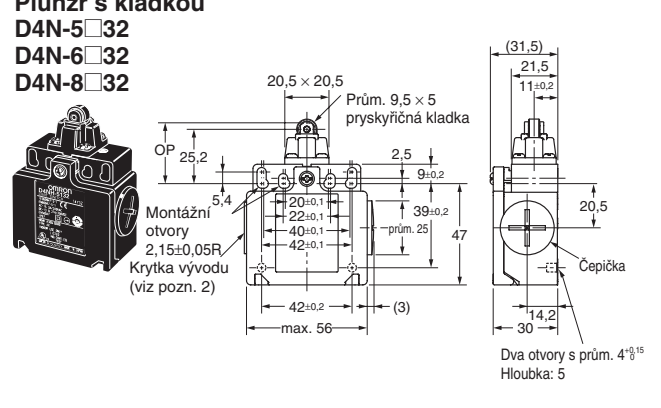 Plunžr s kladkou
D4N-5□32
D4N-6□32
D4N-8□32
(31,5)
21,5
11±0,2
20,5 × 20,5
Prům. 9,5 × 5
pryskyřičná kladka
OP
25,2
2,5
9±0,2
5,4
20±0,1
22±0,1
40±0,1
42±0,1
39±0,2
prům. 25
47
20,5
Montážní
otvory
2,15±0,05R
Krytka vývodu
(viz pozn. 2)
Čepička
42±0,2
(3)
max. 56
14,2
30
Dva otvory s prům. 4+0,15 0
Hloubka: 5
omron